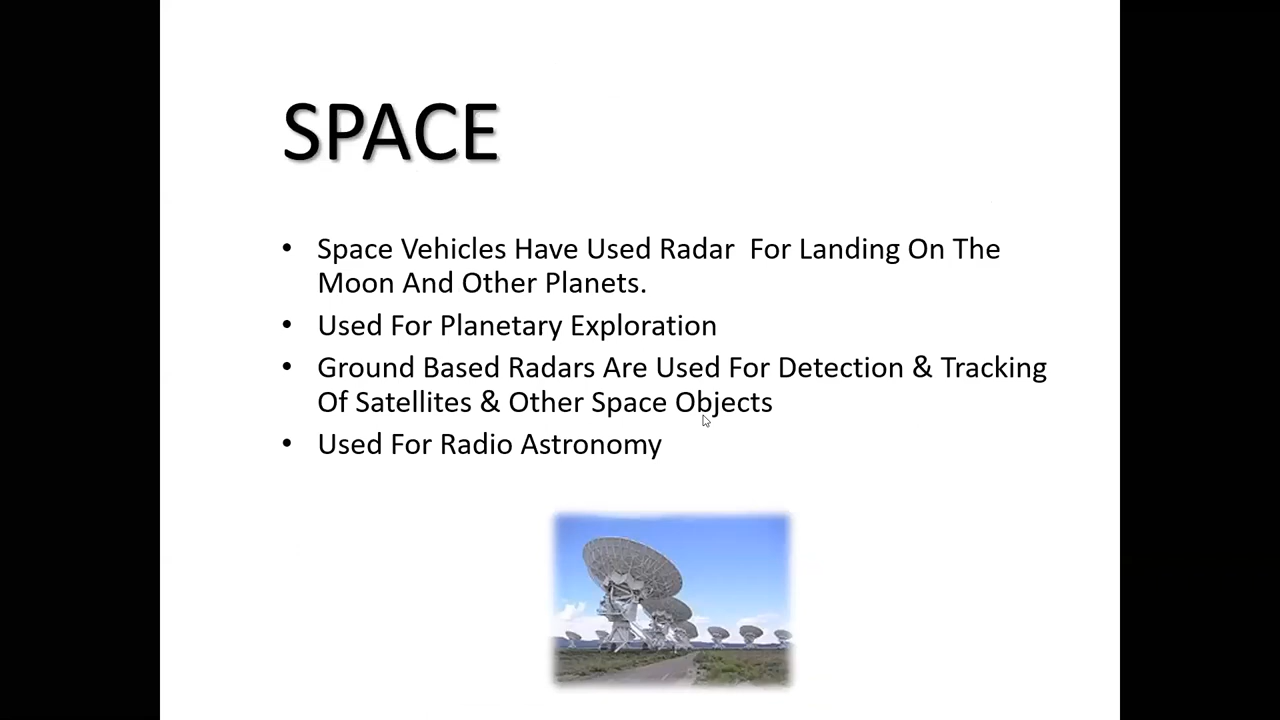 SPACE
• Space Vehicles Have Used Radar  For Landing On The
Moon And Other Planets.
• Used For Planetary Exploration
• Ground Based Radars Are Used For Detection & Tracking
Of Satellites & Other Space Objects
• Used For Radio Astronomy